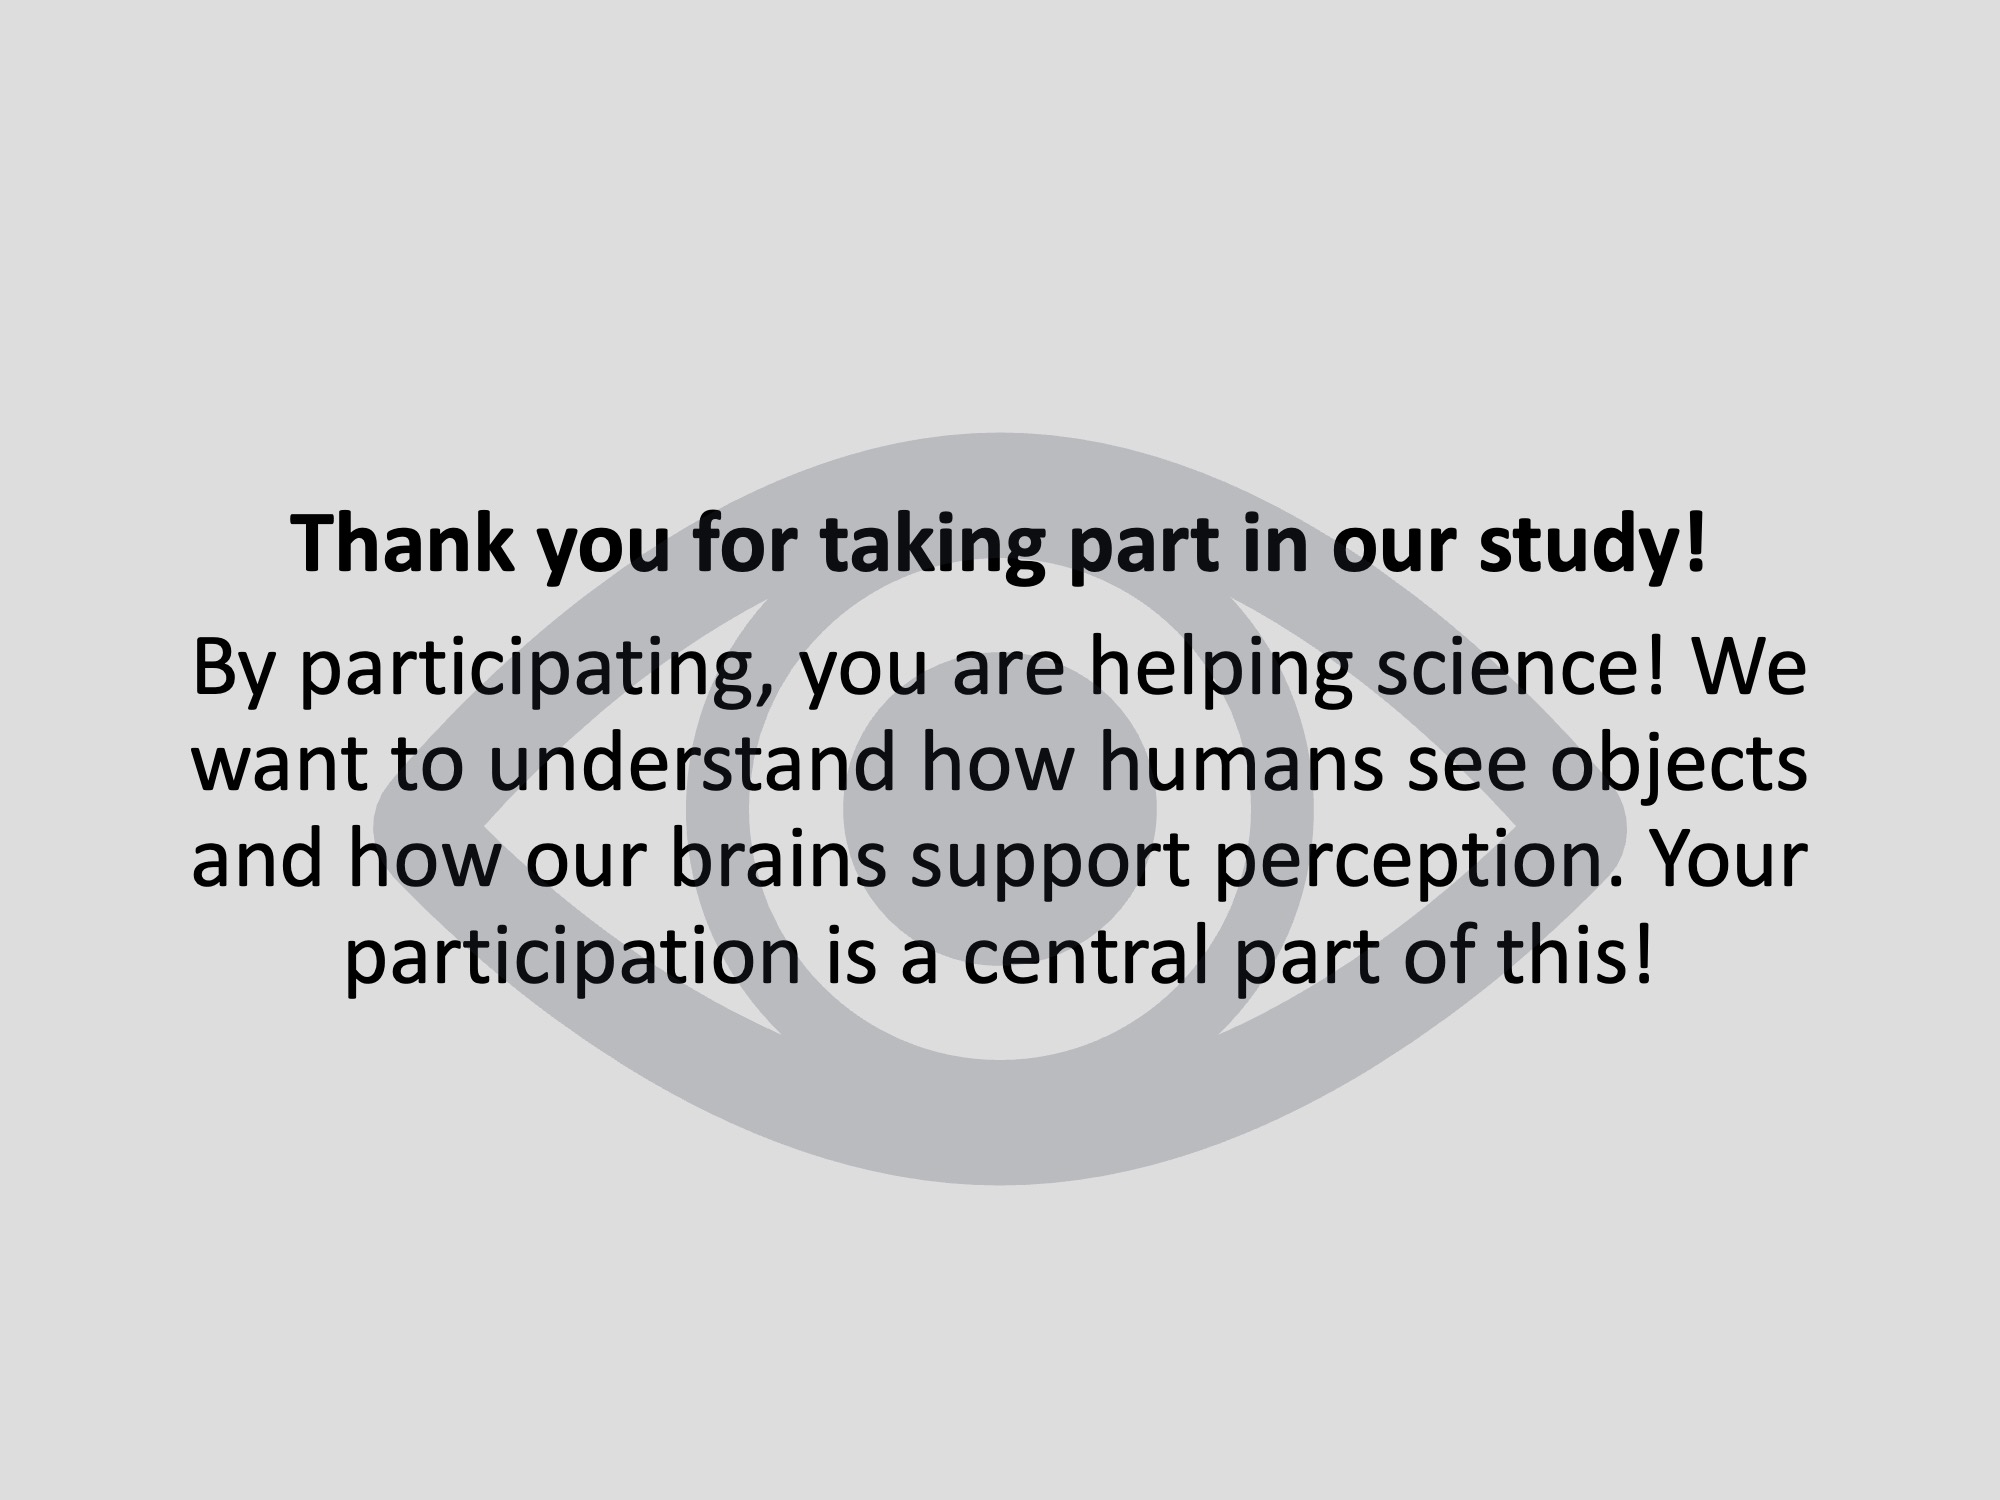 Thank you for taking part in our study!
By participating, you are helping science! We
want to understand how humans see objects
and how our brains support perception. Your
participation is a central part of this!